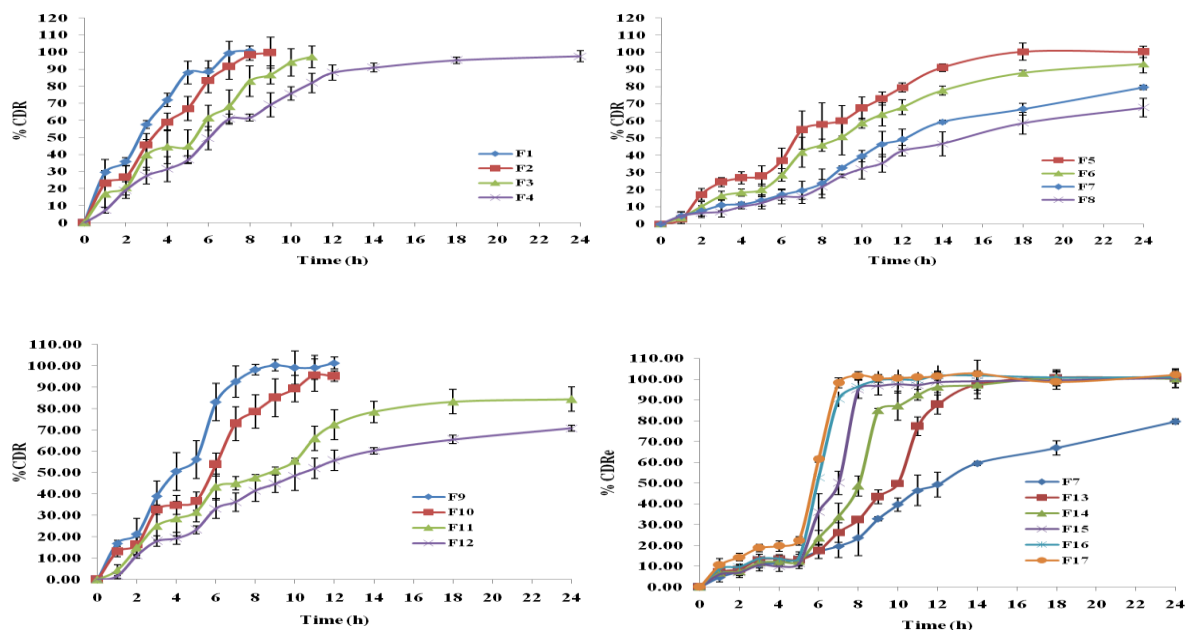 120
110
100
90
80
70
60
50
40
30
20
10
0
% CDR
F1
F2
F3
F4
0 2 4 6 8 10 12 14 16 18 20 22 24
Time (h)
120
110
100
90
80
70
60
50
40
30
20
10
0
% CDR
F5
F6
F7
F8
0 2 4 6 8 10 12 14 16 18 20 22 24
Time (h)
110.00
100.00
90.00
80.00
70.00
60.00
50.00
40.00
30.00
20.00
10.00
0.00
%CDR
F9
F10
F11
F12
0 2 4 6 8 10 12 14 16 18 20 22 24
Time (h)
110.00
100.00
90.00
80.00
70.00
60.00
50.00
40.00
30.00
20.00
10.00
0.00
% CDRe
F7
F13
F14
F15
F16
F17
0 2 4 6 8 10 12 14 16 18 20 22 24
Time (h)